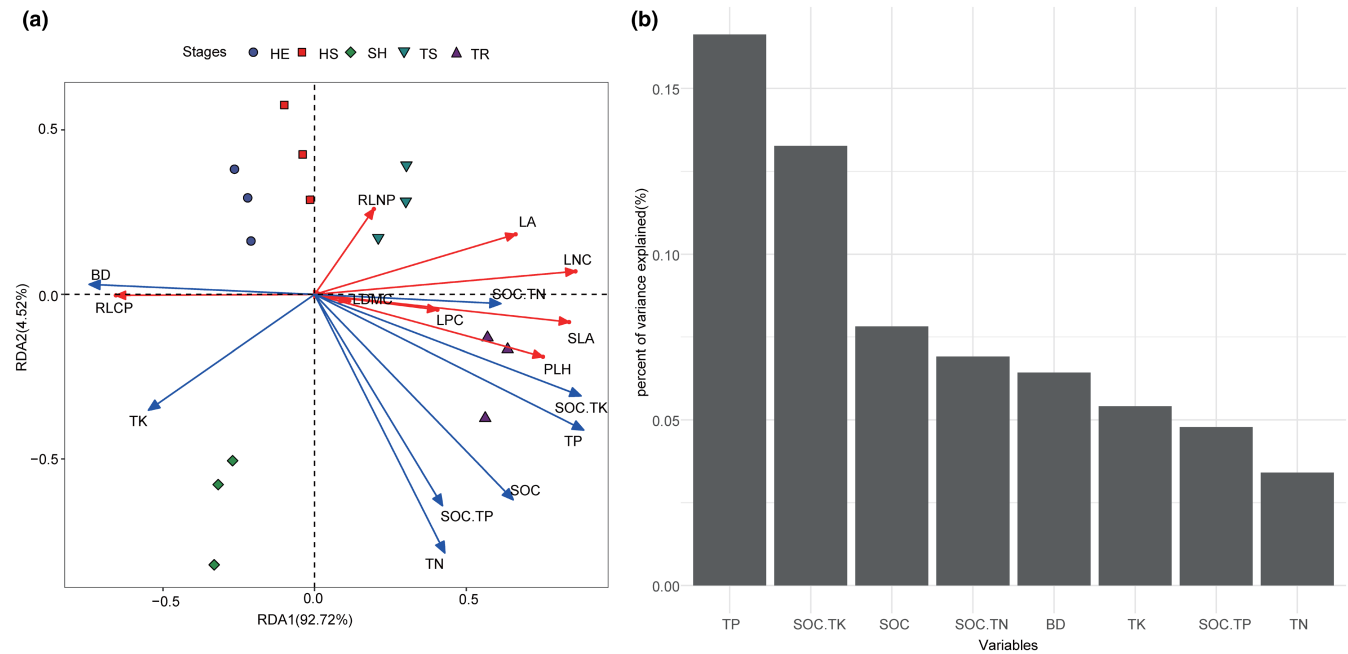 (a)
Stages HE HS SH TS TR
0.5
0.0
−0.5
RDA2(4.52%)
RLNP
LA
LNC
BD
SOC.TN
LDMC
RLCP
LPC
SLA
PLH
SOC.TK
TK
TP
SOC
SOC.TP
TN
−0.5 0.0 0.5
RDA1(92.72%)
(b)
0.15
0.10
0.05
0.00
percent of variance explained(%)
TP SOC.TK SOC SOC.TN BD TK SOC.TP TN
Variables